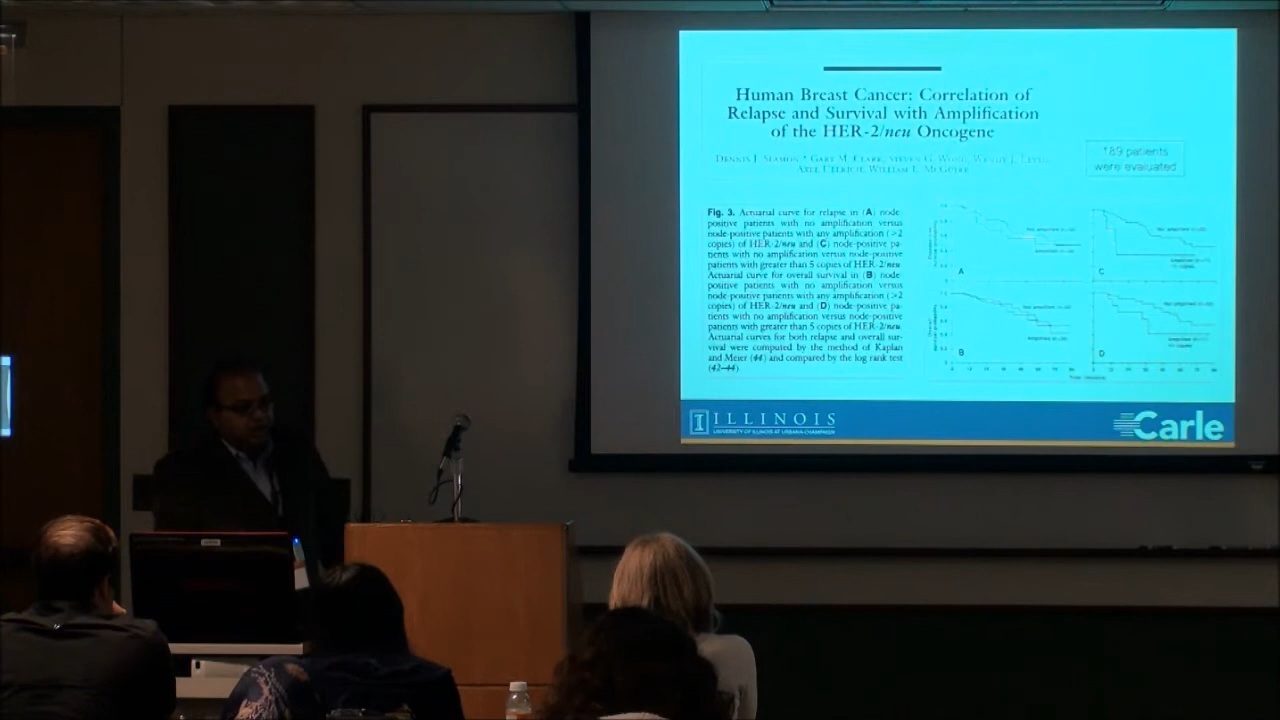 Human Breast Cancer: Correlation of
Relapse and Survival with Amplification
of the HER-2/neu Oncogene
189 patients
were evaluated
Fig. 3. Actuarial curve for relapse in (A) node-
positive patients with no amplification versus
node-positive patients with any amplification (>2
copies) of HER-2/neu and (C) node-positive pa-
tients with no amplification versus node-positive
patients with greater than 5 copies of HER-2/neu.
Actuarial curve for overall survival in (B) node-
positive patients with no amplification versus
node-positive patients with any amplification (>2
copies) of HER-2/neu and (D) node-positive pa-
tients with no amplification versus node-positive
patients with greater than 5 copies of HER-2/neu.
Actuarial curves for both relapse and overall sur-
vival were computed by the method of Kaplan
and Meier (44) and compared by the log rank test
(42-44).
A
C
B
D
I ILLINOIS
UNIVERSITY OF ILLINOIS AT URBANA-CHAMPAIGN
Carle